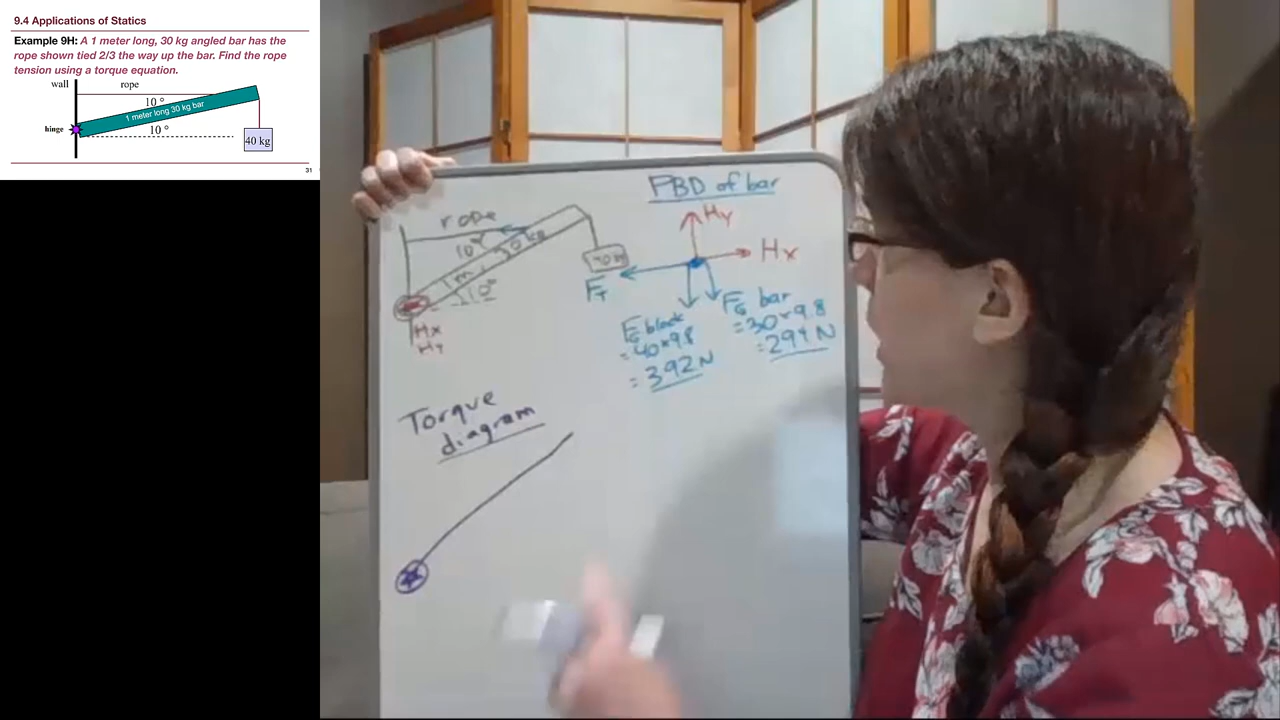 9.4 Applications of Statics
Example 9H: A 1 meter long, 30 kg angled bar has the
rope shown tied 2/3 the way up the bar. Find the rope
tension using a torque equation.
wall
rope
10 °
1 meter long 30 kg bar
hinge
10 °
40 kg
31
rope
10°
30 kg
1m
10°
Hx
Hy
FBD of bar
Hy
Hx
FT
FG block
= 40*9.8
= 392N
FG bar
= 30*9.8
= 294 N
Torque
diagram